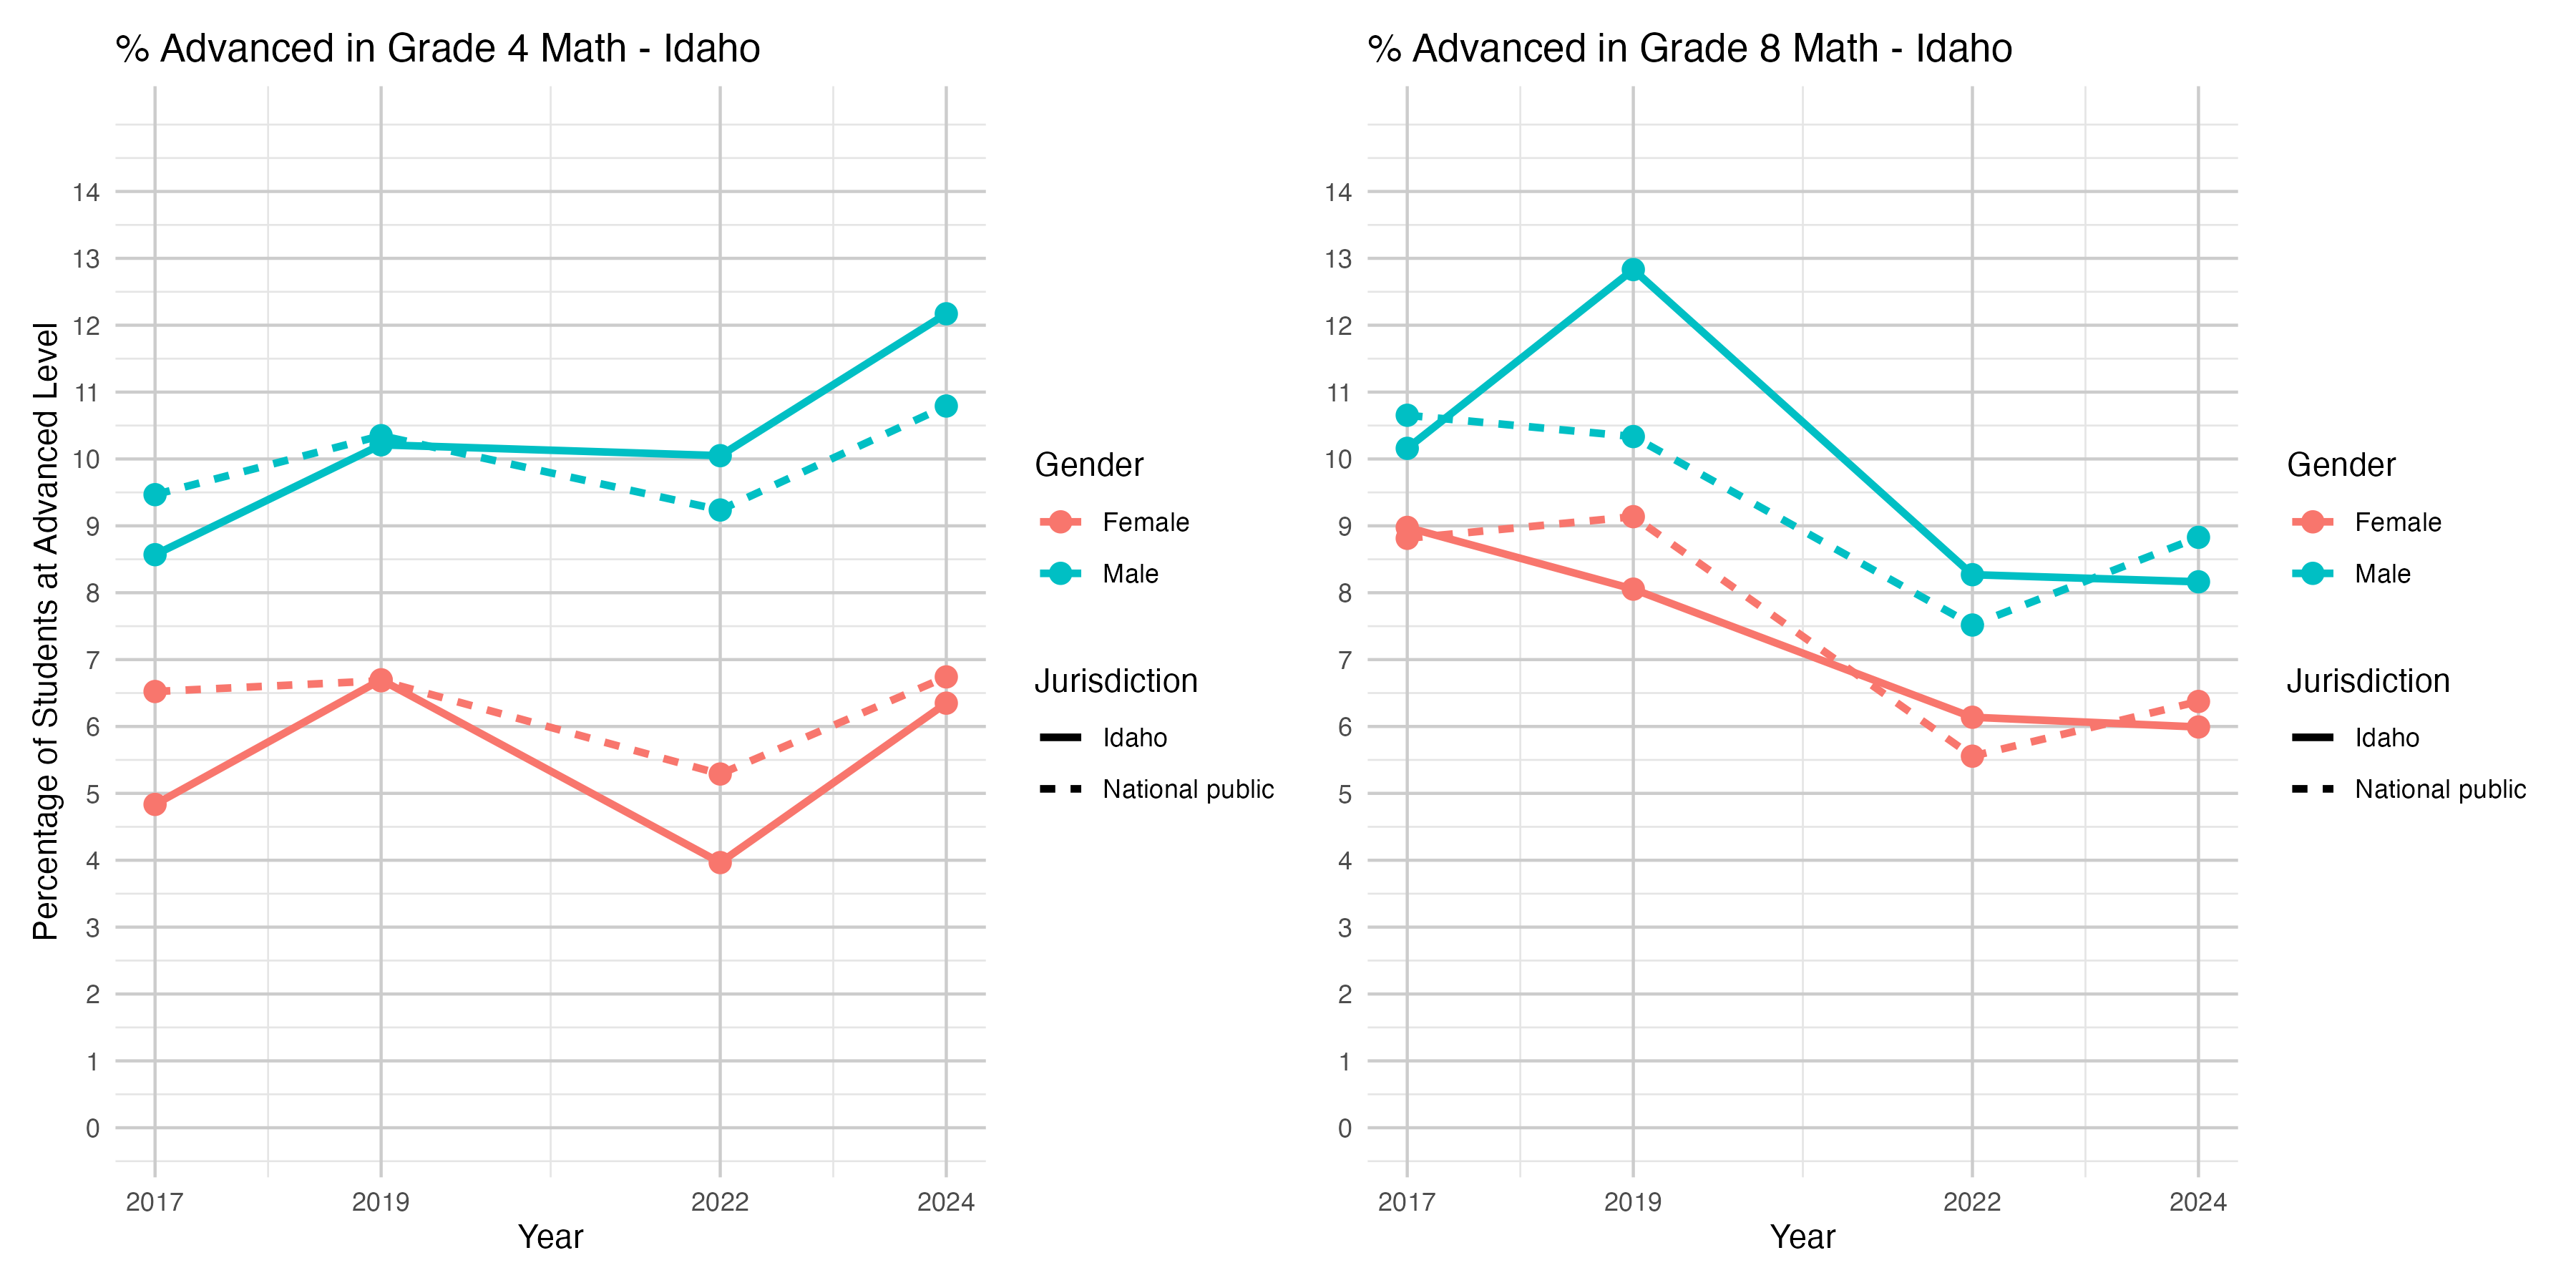 % Advanced in Grade 4 Math - Idaho
Percentage of Students at Advanced Level
14
13
12
11
10
9
8
7
6
5
4
3
2
1
0
2017
2019
2022
2024
Year
Gender
Female
Male
Jurisdiction
Idaho
National public
% Advanced in Grade 8 Math - Idaho
14
13
12
11
10
9
8
7
6
5
4
3
2
1
0
2017
2019
2022
2024
Year
Gender
Female
Male
Jurisdiction
Idaho
National public